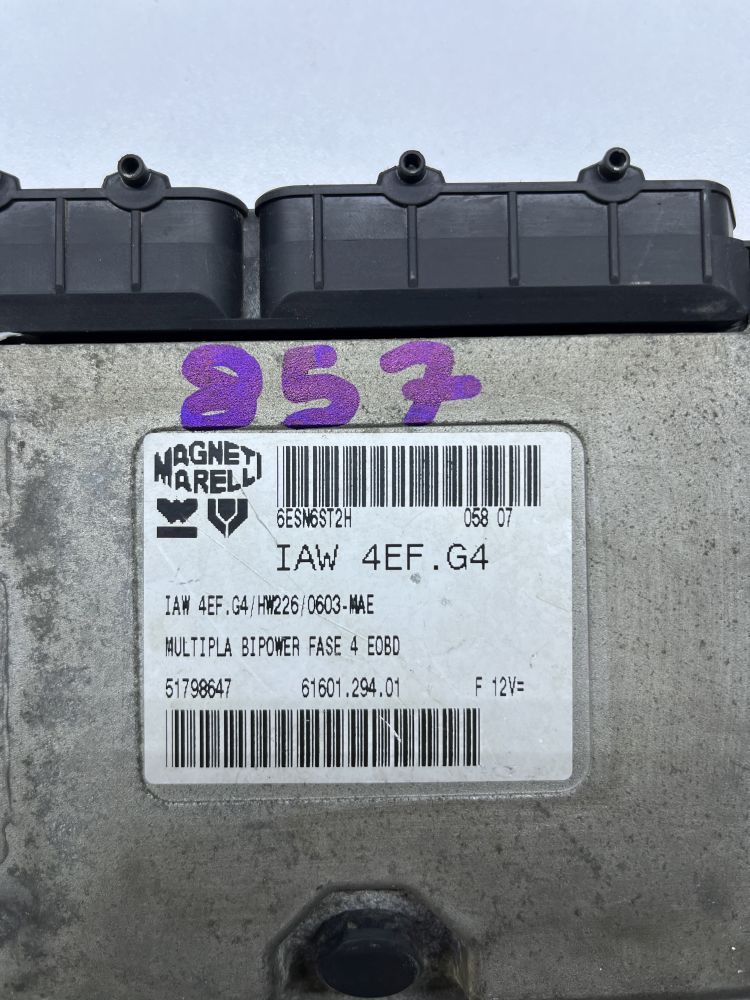 857
MAGNETI
MARELLI
6ESN6ST2H 058 07
IAW 4EF.G4
IAW 4EF.G4/HW226/0603-MAE
MULTIPLA BIPOWER FASE 4 EOBD
51798647 61601.294.01 F 12V=